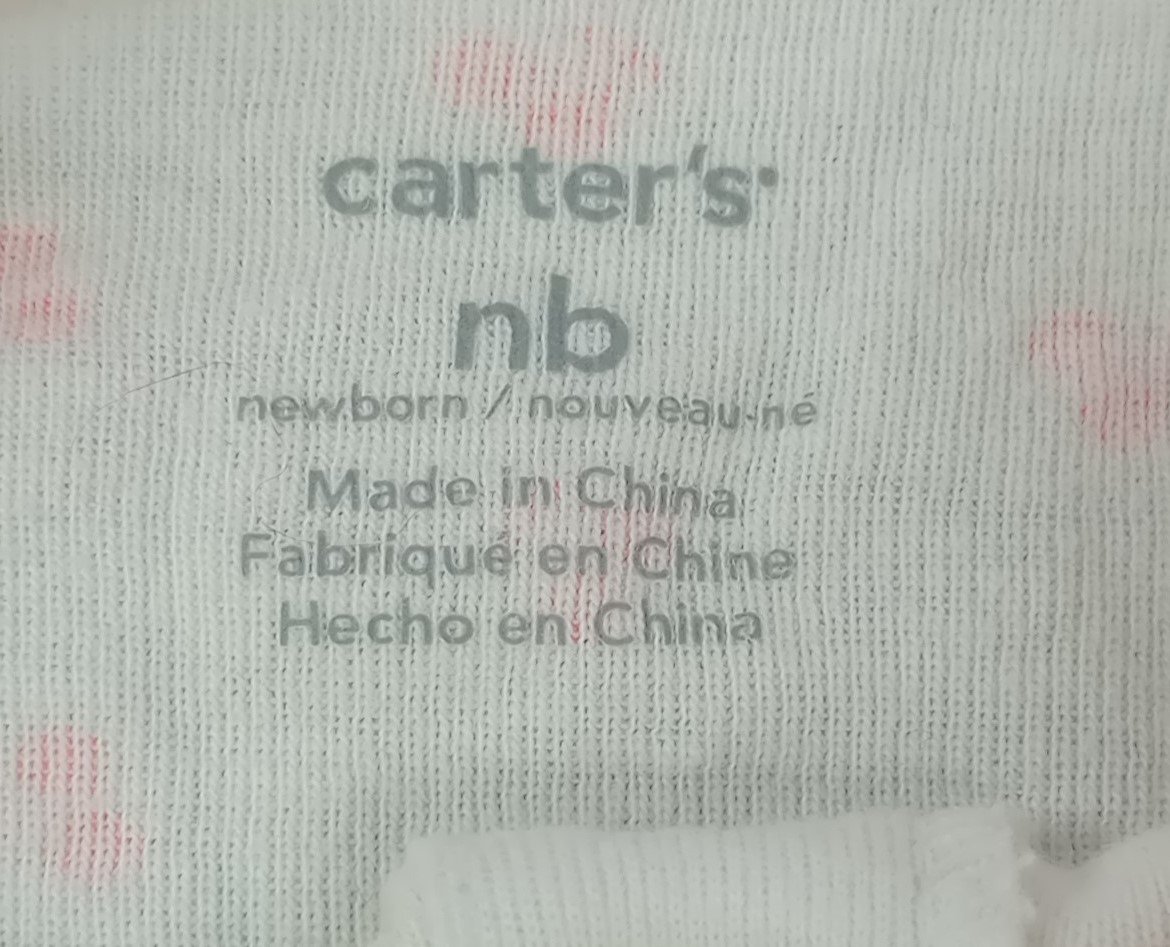 carter's
nb
newborn / nouveau-né
Made in China
Fabriqué en Chine
Hecho en China